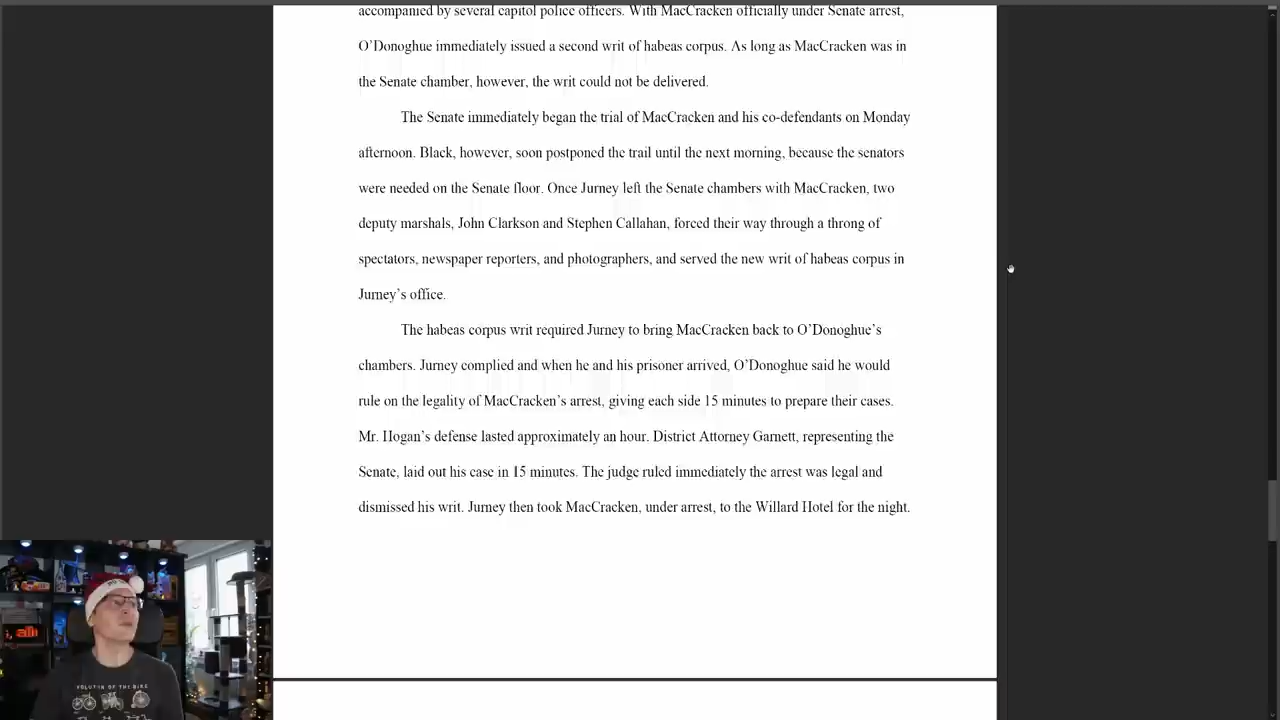 accompanied by several capitol police officers. With MacCracken officially under Senate arrest,
O’Donoghue immediately issued a second writ of habeas corpus. As long as MacCracken was in
the Senate chamber, however, the writ could not be delivered.
The Senate immediately began the trial of MacCracken and his co-defendants on Monday
afternoon. Black, however, soon postponed the trail until the next morning, because the senators
were needed on the Senate floor. Once Jurney left the Senate chambers with MacCracken, two
deputy marshals, John Clarkson and Stephen Callahan, forced their way through a throng of
spectators, newspaper reporters, and photographers, and served the new writ of habeas corpus in
Jurney’s office.
The habeas corpus writ required Jurney to bring MacCracken back to O’Donoghue’s
chambers. Jurney complied and when he and his prisoner arrived, O’Donoghue said he would
rule on the legality of MacCracken’s arrest, giving each side 15 minutes to prepare their cases.
Mr. Hogan’s defense lasted approximately an hour. District Attorney Garnett, representing the
Senate, laid out his case in 15 minutes. The judge ruled immediately the arrest was legal and
dismissed his writ. Jurney then took MacCracken, under arrest, to the Willard Hotel for the night.
OF THE BIKE